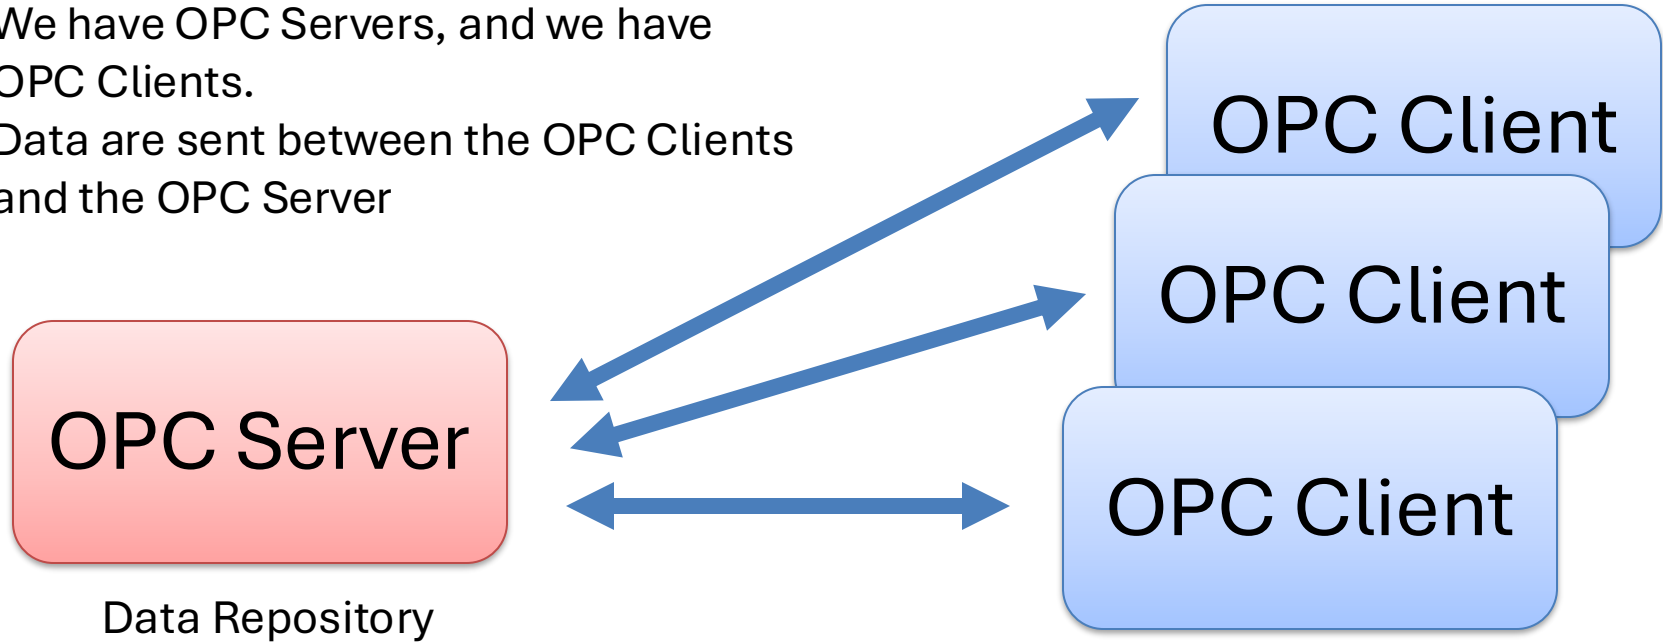 We have OPC Servers, and we have
OPC Clients.
Data are sent between the OPC Clients
and the OPC Server
OPC Client
OPC Client
OPC Server
OPC Client
Data Repository